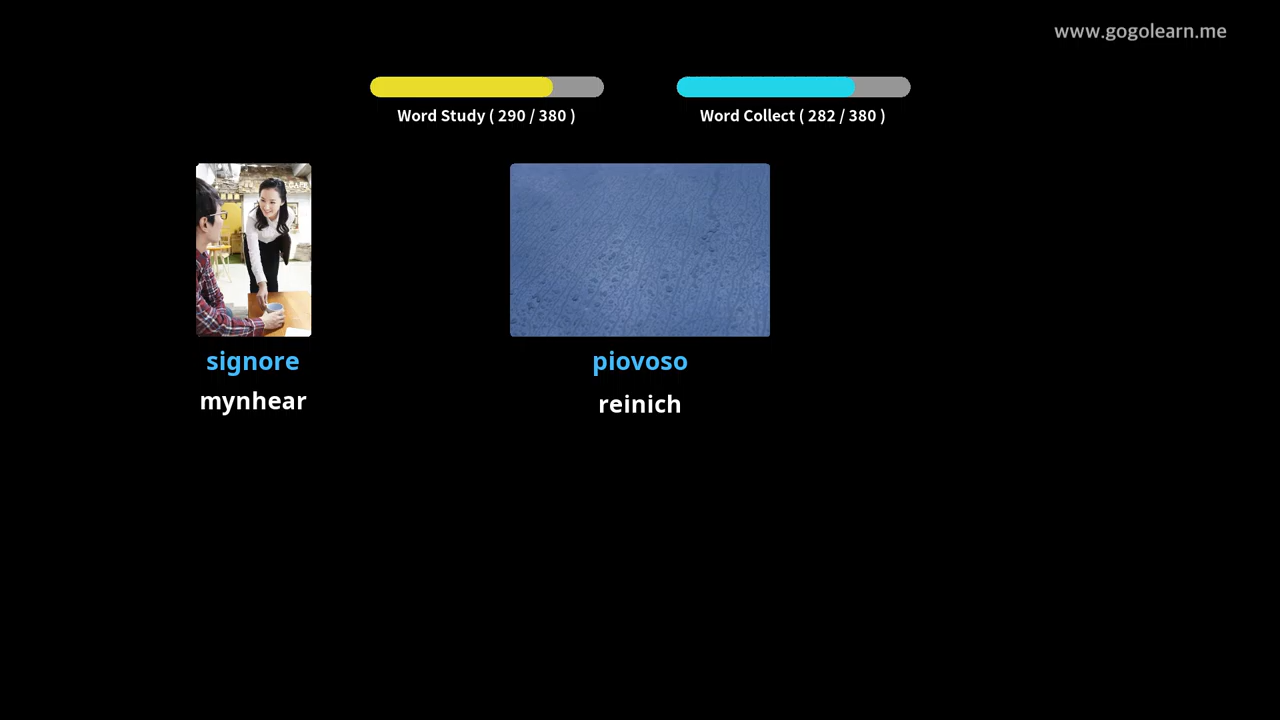 www.gogolearn.me
Word Study ( 290 / 380 )
Word Collect ( 282 / 380 )
signore
mynhear
piovoso
reinich